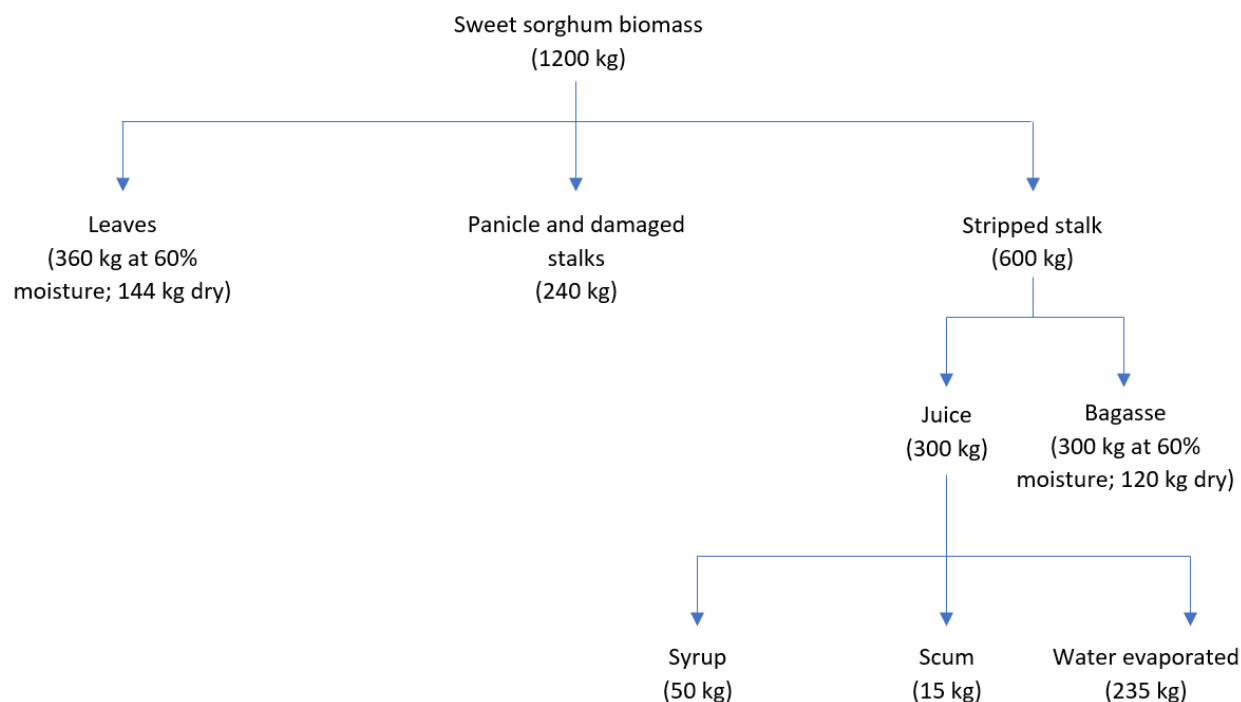 Sweet sorghum biomass
(1200 kg)
Leaves
(360 kg at 60%
moisture; 144 kg dry)
Panicle and damaged
stalks
(240 kg)
Stripped stalk
(600 kg)
Juice
(300 kg)
Bagasse
(300 kg at 60%
moisture; 120 kg dry)
Syrup
(50 kg)
Scum
(15 kg)
Water evaporated
(235 kg)